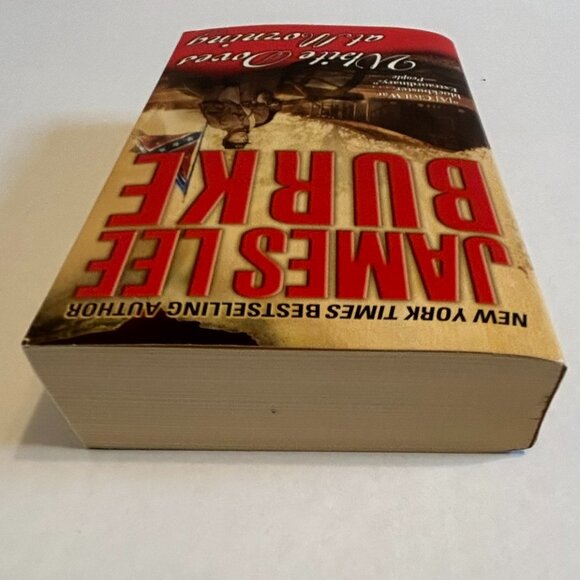 NEW YORK TIMES BESTSELLING AUTHOR
JAMES LEE
BURKE
"[A] Civil War
blockbuster....
Extraordinary."
—People
White Doves
at Morning